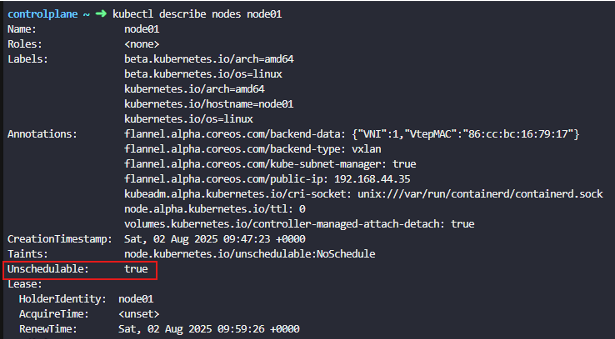 controlplane ~ ➜ kubectl describe nodes node01
Name: node01
Roles: <none>
Labels: beta.kubernetes.io/arch=amd64
beta.kubernetes.io/os=linux
kubernetes.io/arch=amd64
kubernetes.io/hostname=node01
kubernetes.io/os=linux
Annotations: flannel.alpha.coreos.com/backend-data: {"VNI":1,"VtepMAC":"86:cc:bc:16:79:17"}
flannel.alpha.coreos.com/backend-type: vxlan
flannel.alpha.coreos.com/kube-subnet-manager: true
flannel.alpha.coreos.com/public-ip: 192.168.44.35
kubeadm.alpha.kubernetes.io/cri-socket: unix:///var/run/containerd/containerd.sock
node.alpha.kubernetes.io/ttl: 0
volumes.kubernetes.io/controller-managed-attach-detach: true
CreationTimestamp: Sat, 02 Aug 2025 09:47:23 +0000
Taints: node.kubernetes.io/unschedulable:NoSchedule
Unschedulable: true
Lease:
HolderIdentity: node01
AcquireTime: <unset>
RenewTime: Sat, 02 Aug 2025 09:59:26 +0000